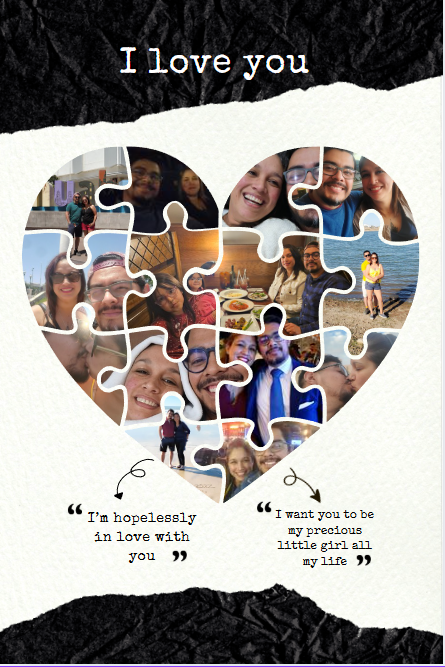 I love you
“ I’m hopelessly
in love with
you ”
“ I want you to be
my precious
little girl all
my life ”